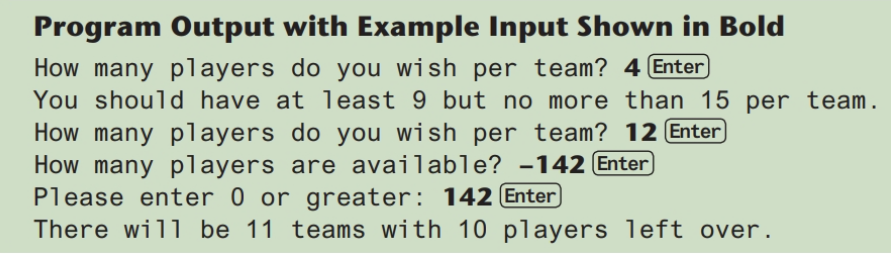 Program Output with Example Input Shown in Bold
How many players do you wish per team? 4 Enter
You should have at least 9 but no more than 15 per team.
How many players do you wish per team? 12 Enter
How many players are available? –142 Enter
Please enter 0 or greater: 142 Enter
There will be 11 teams with 10 players left over.